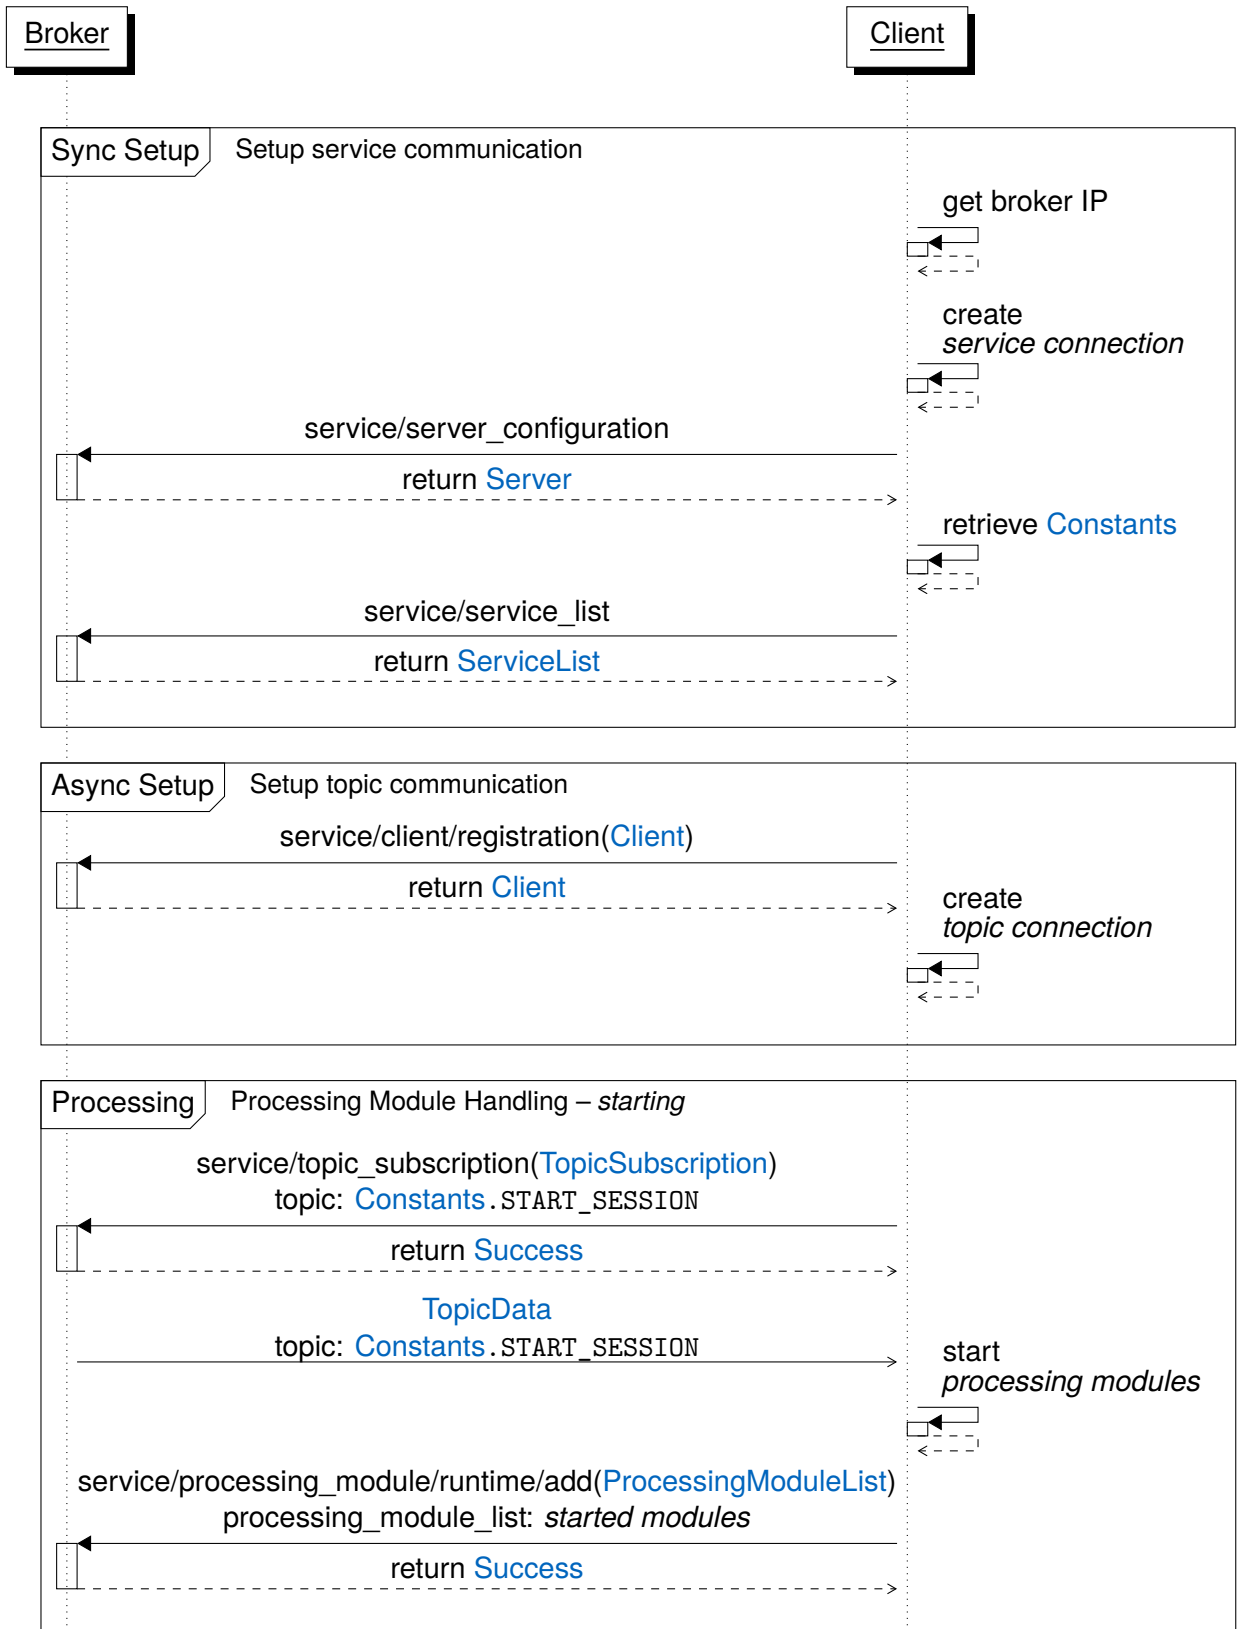 Broker
Client
Sync Setup
Setup service communication
get broker IP
create
service connection
service/server_configuration
return Server
retrieve Constants
service/service_list
return ServiceList
Async Setup
Setup topic communication
service/client/registration(Client)
return Client
create
topic connection
Processing
Processing Module Handling – starting
service/topic_subscription(TopicSubscription)
topic: Constants.START_SESSION
return Success
TopicData
topic: Constants.START_SESSION
start
processing modules
service/processing_module/runtime/add(ProcessingModuleList)
processing_module_list: started modules
return Success